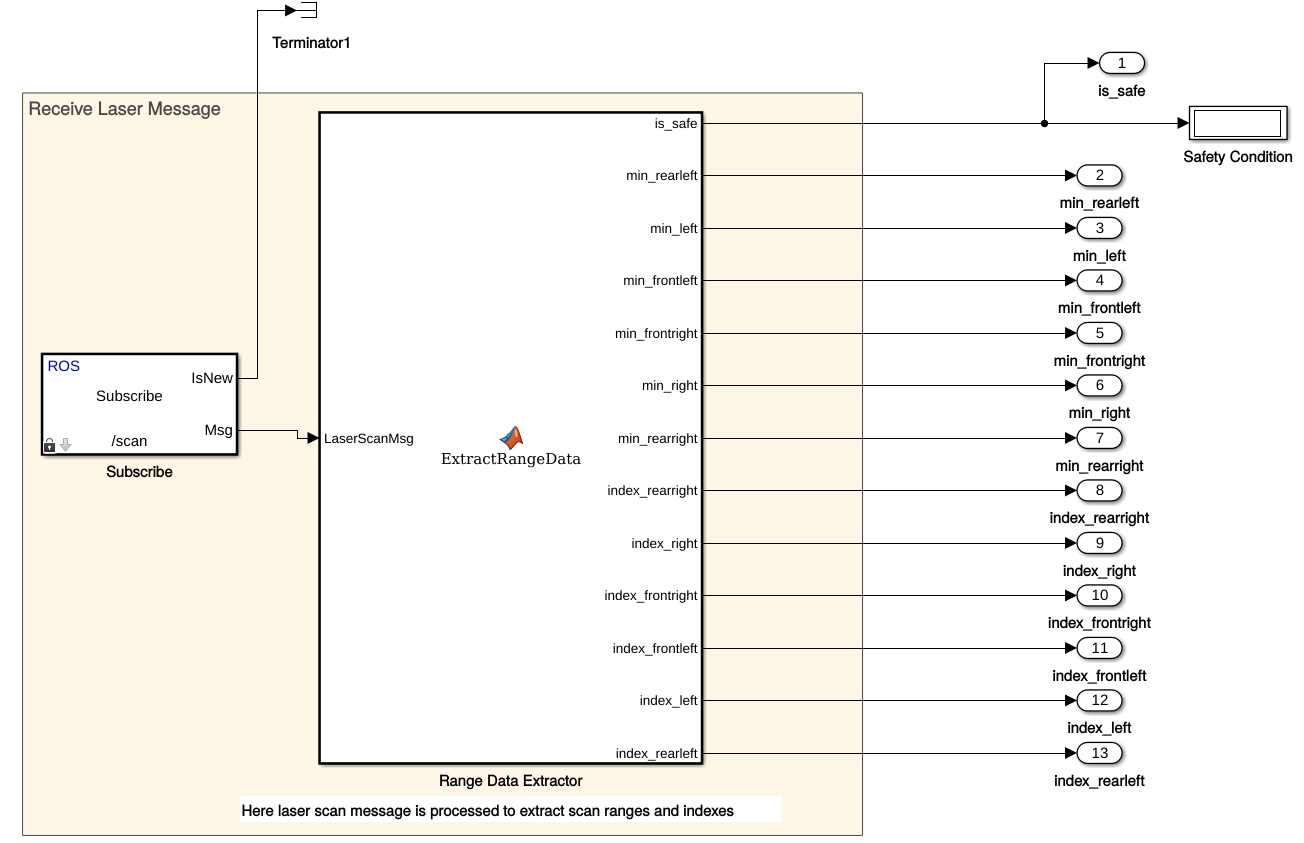 Terminator1
1
is_safe
Safety Condition
Receive Laser Message
is_safe
min_rearleft
min_left
min_frontleft
min_frontright
min_right
min_rearright
index_rearright
index_right
index_frontright
index_frontleft
index_left
index_rearleft
2
min_rearleft
3
min_left
4
min_frontleft
5
min_frontright
6
min_right
7
min_rearright
8
index_rearright
9
index_right
10
index_frontright
11
index_frontleft
12
index_left
13
index_rearleft
ROS
IsNew
Subscribe
Msg
/scan
Subscribe
LaserScanMsg
ExtractRangeData
Range Data Extractor
Here laser scan message is processed to extract scan ranges and indexes